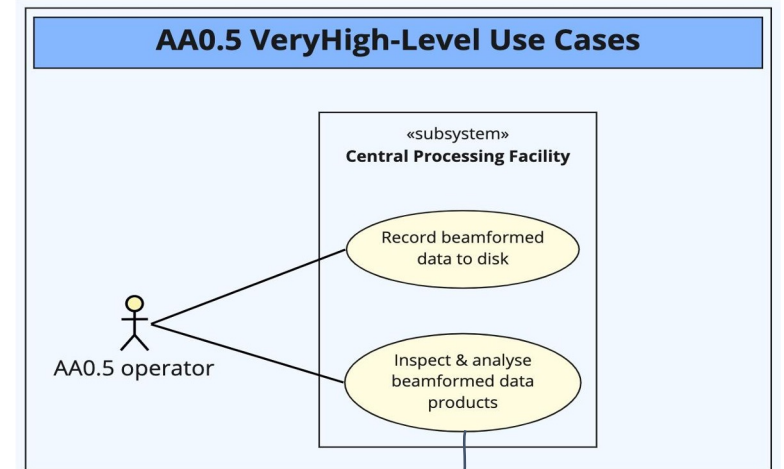 AA0.5 VeryHigh-Level Use Cases
«subsystem»
Central Processing Facility
Record beamformed
data to disk
AA0.5 operator
Inspect & analyse
beamformed data
products